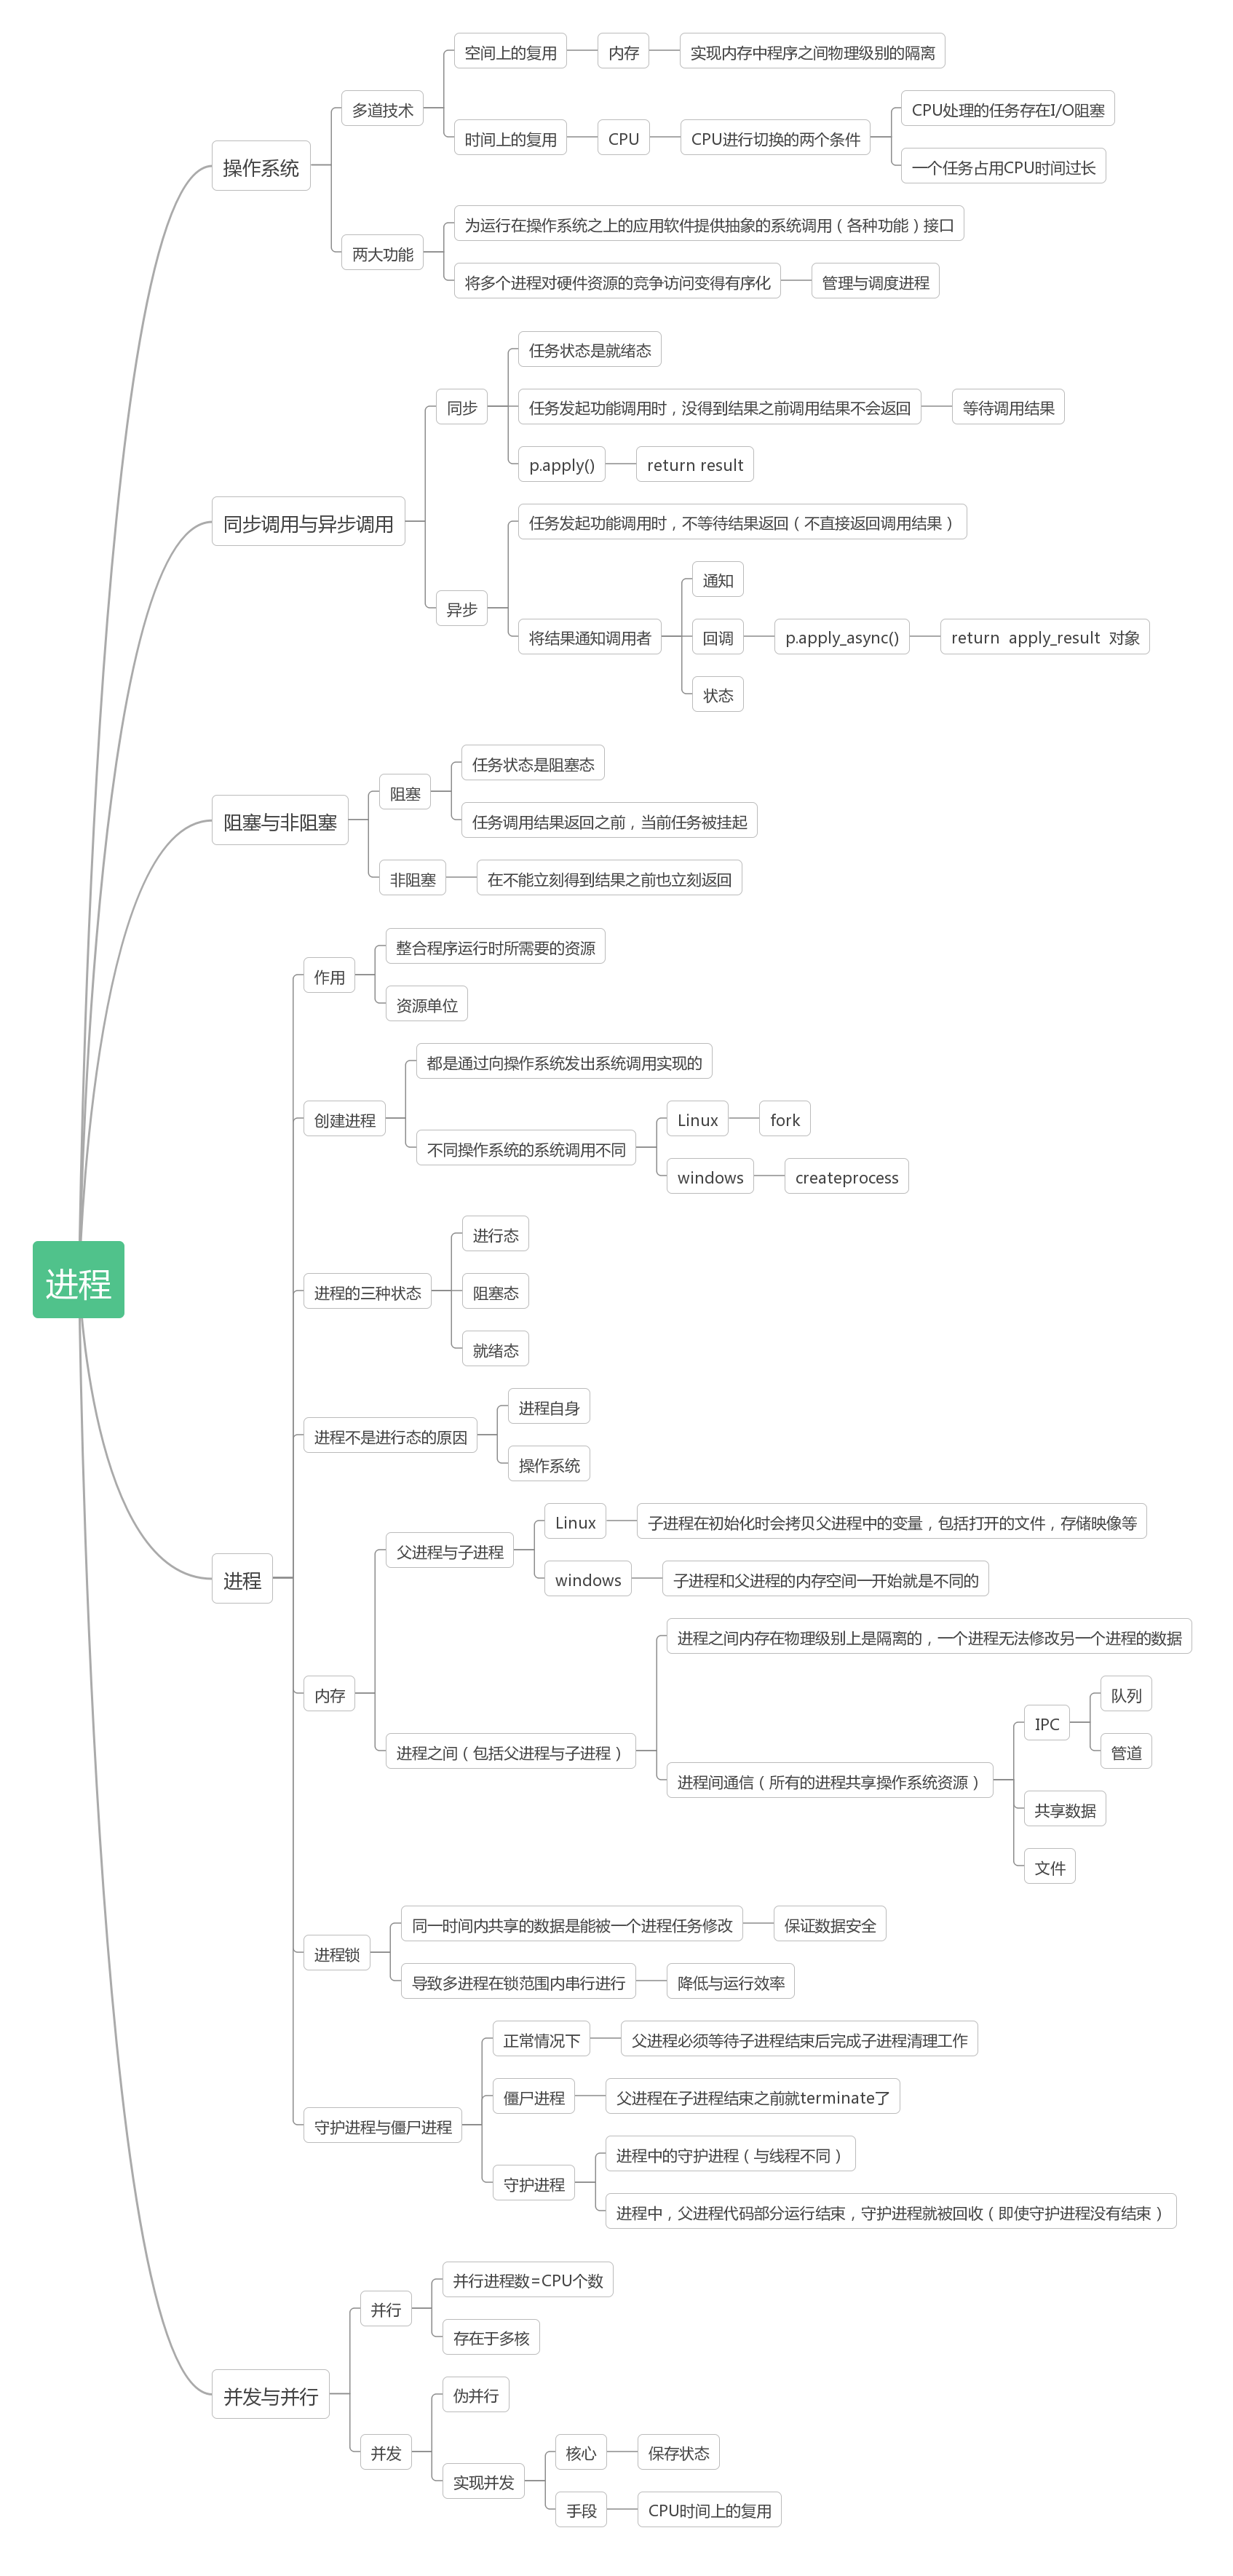 空间上的复用
内存
实现内存中程序之间物理级别的隔离
多道技术
CPU处理的任务存在I/O阻塞
时间上的复用
CPU
CPU进行切换的两个条件
操作系统
一个任务占用CPU时间过长
为运行在操作系统之上的应用软件提供抽象的系统调用（各种功能）接口
两大功能
将多个进程对硬件资源的竞争访问变得有序化
管理与调度进程
任务状态是就绪态
同步
任务发起功能调用时，没得到结果之前调用结果不会返回
等待调用结果
p.apply()
return result
同步调用与异步调用
任务发起功能调用时，不等待结果返回（不直接返回调用结果）
通知
异步
将结果通知调用者
回调
p.apply_async()
return apply_result 对象
状态
任务状态是阻塞态
阻塞
阻塞与非阻塞
任务调用结果返回之前，当前任务被挂起
非阻塞
在不能立刻得到结果之前也立刻返回
整合程序运行时所需要的资源
作用
资源单位
都是通过向操作系统发出系统调用实现的
创建进程
Linux
fork
不同操作系统的系统调用不同
windows
createprocess
进行态
进程
进程的三种状态
阻塞态
就绪态
进程自身
进程不是进行态的原因
操作系统
Linux
子进程在初始化时会拷贝父进程中的变量，包括打开的文件，存储映像等
父进程与子进程
进程
windows
子进程和父进程的内存空间一开始就是不同的
进程之间内存在物理级别上是隔离的，一个进程无法修改另一个进程的数据
内存
队列
IPC
进程之间（包括父进程与子进程）
管道
进程间通信（所有的进程共享操作系统资源）
共享数据
文件
同一时间内共享的数据是能被一个进程任务修改
保证数据安全
进程锁
导致多进程在锁范围内串行进行
降低与运行效率
正常情况下
父进程必须等待子进程结束后完成子进程清理工作
僵尸进程
父进程在子进程结束之前就terminate了
守护进程与僵尸进程
进程中的守护进程（与线程不同）
守护进程
进程中，父进程代码部分运行结束，守护进程就被回收（即使守护进程没有结束）
并行进程数=CPU个数
并行
存在于多核
并发与并行
伪并行
并发
核心
保存状态
实现并发
手段
CPU时间上的复用